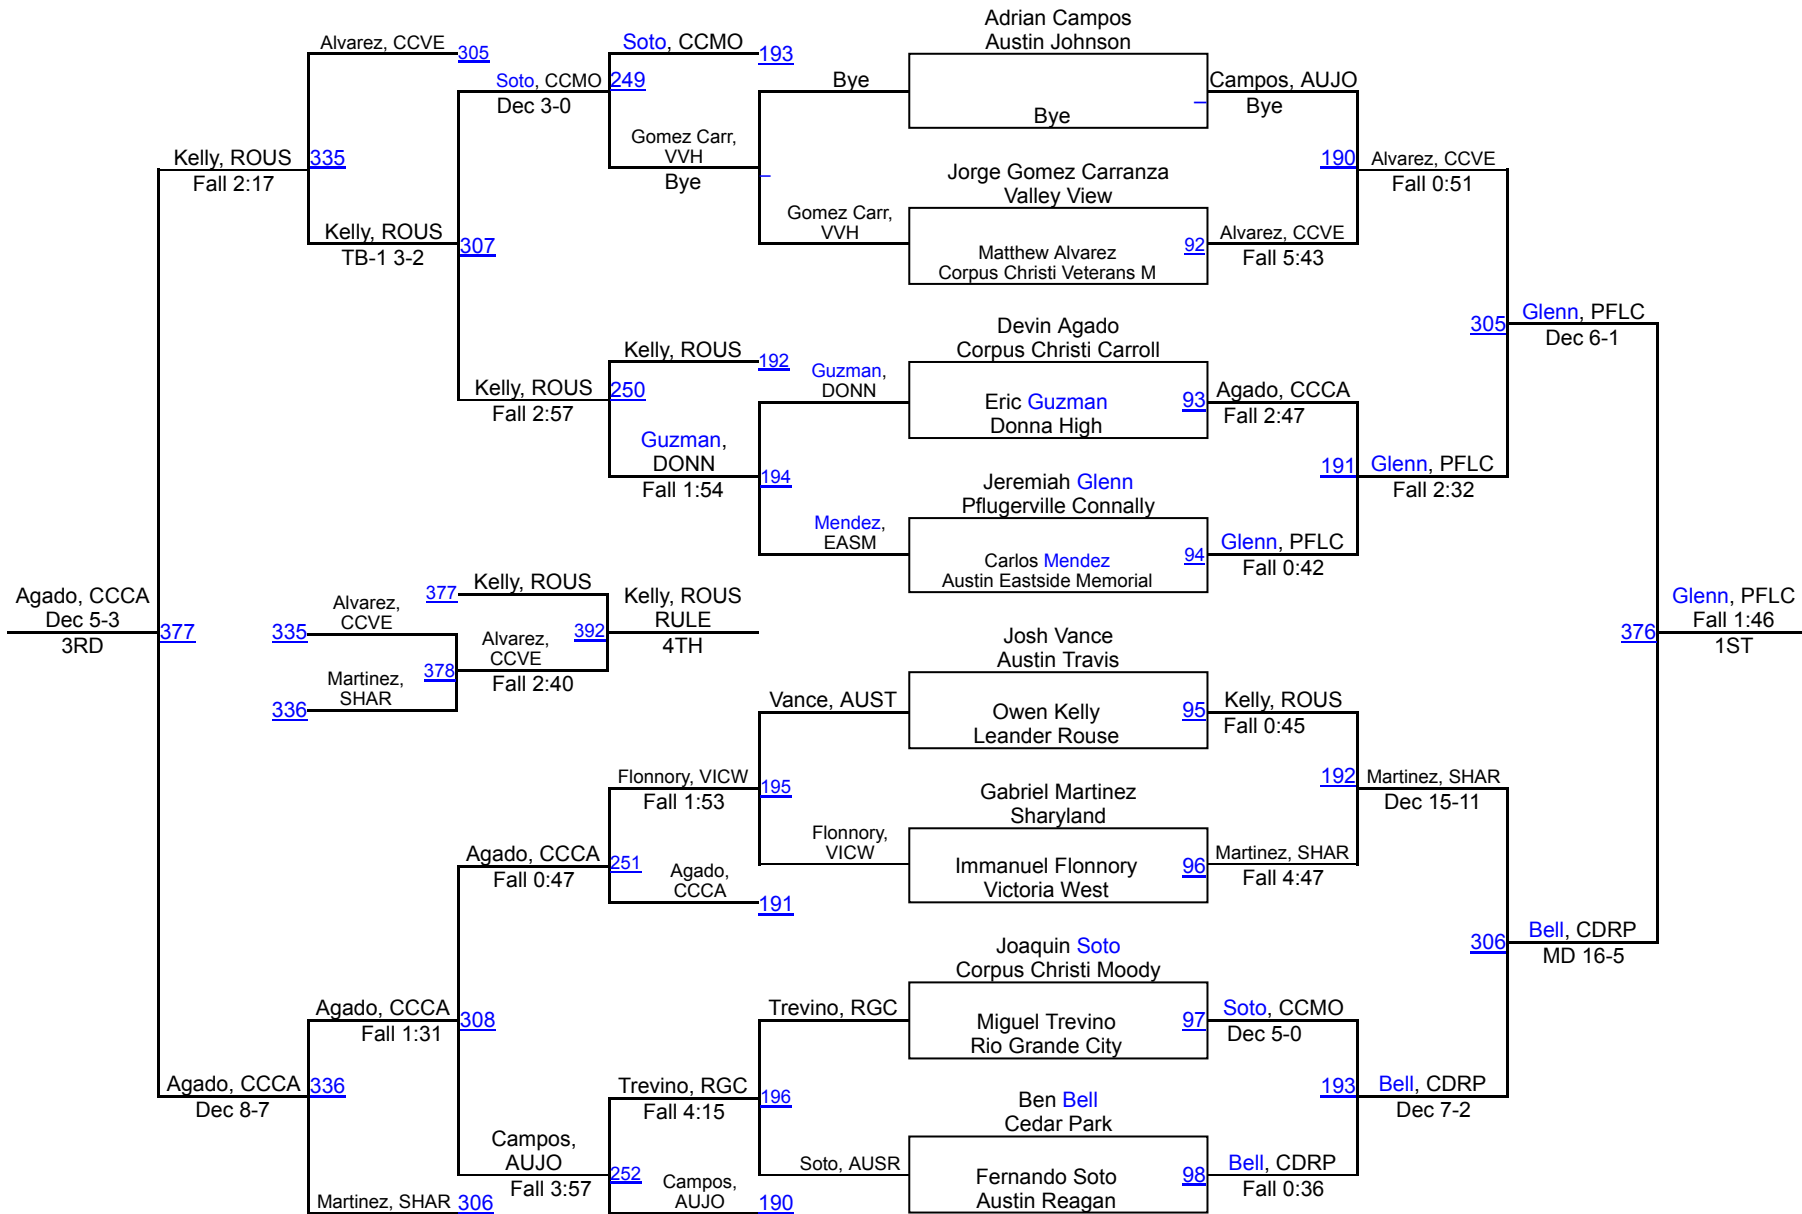 Adrian Campos
Austin Johnson
Alvarez, CCVE
305
Soto, CCMO
193
Soto, CCMO
249
Dec 3-0
Bye
Campos, AUJO
Bye
Bye
Gomez Carr,
VVH
Bye
Kelly, ROUS
335
Fall 2:17
Jorge Gomez Carranza
Valley View
190
Alvarez, CCVE
Fall 0:51
Gomez Carr,
VVH
Kelly, ROUS
TB-1 3-2
307
Matthew Alvarez
Corpus Christi Veterans M
92
Alvarez, CCVE
Fall 5:43
Devin Agado
Corpus Christi Carroll
305
Glenn, PFLC
Dec 6-1
Kelly, ROUS
192
Guzman,
DONN
Kelly, ROUS
250
Fall 2:57
Eric Guzman
Donna High
93
Agado, CCCA
Fall 2:47
Guzman,
DONN
Fall 1:54
194
Jeremiah Glenn
Pflugerville Connally
191
Glenn, PFLC
Fall 2:32
Mendez,
EASM
Carlos Mendez
Austin Eastside Memorial
94
Glenn, PFLC
Fall 0:42
Agado, CCCA
Dec 5-3
3RD
377
377
Kelly, ROUS
Alvarez,
CCVE
335
Alvarez,
CCVE
Fall 2:40
392
Kelly, ROUS
RULE
4TH
Martinez,
SHAR
378
336
Josh Vance
Austin Travis
376
Glenn, PFLC
Fall 1:46
1ST
Vance, AUST
Owen Kelly
Leander Rouse
95
Kelly, ROUS
Fall 0:45
Flonnory, VICW
Fall 1:53
195
Gabriel Martinez
Sharyland
192
Martinez, SHAR
Dec 15-11
Flonnory,
VICW
Agado, CCCA
Fall 0:47
251
Agado,
CCCA
191
Immanuel Flonnory
Victoria West
96
Martinez, SHAR
Fall 4:47
Joaquin Soto
Corpus Christi Moody
306
Bell, CDRP
MD 16-5
Agado, CCCA
Fall 1:31
308
Trevino, RGC
Miguel Trevino
Rio Grande City
97
Soto, CCMO
Dec 5-0
Agado, CCCA
Dec 8-7
336
Trevino, RGC
Fall 4:15
196
Ben Bell
Cedar Park
193
Bell, CDRP
Dec 7-2
Campos,
AUJO
Fall 3:57
252
Soto, AUSR
Fernando Soto
Austin Reagan
98
Bell, CDRP
Fall 0:36
Martinez, SHAR
306
Campos,
AUJO
190